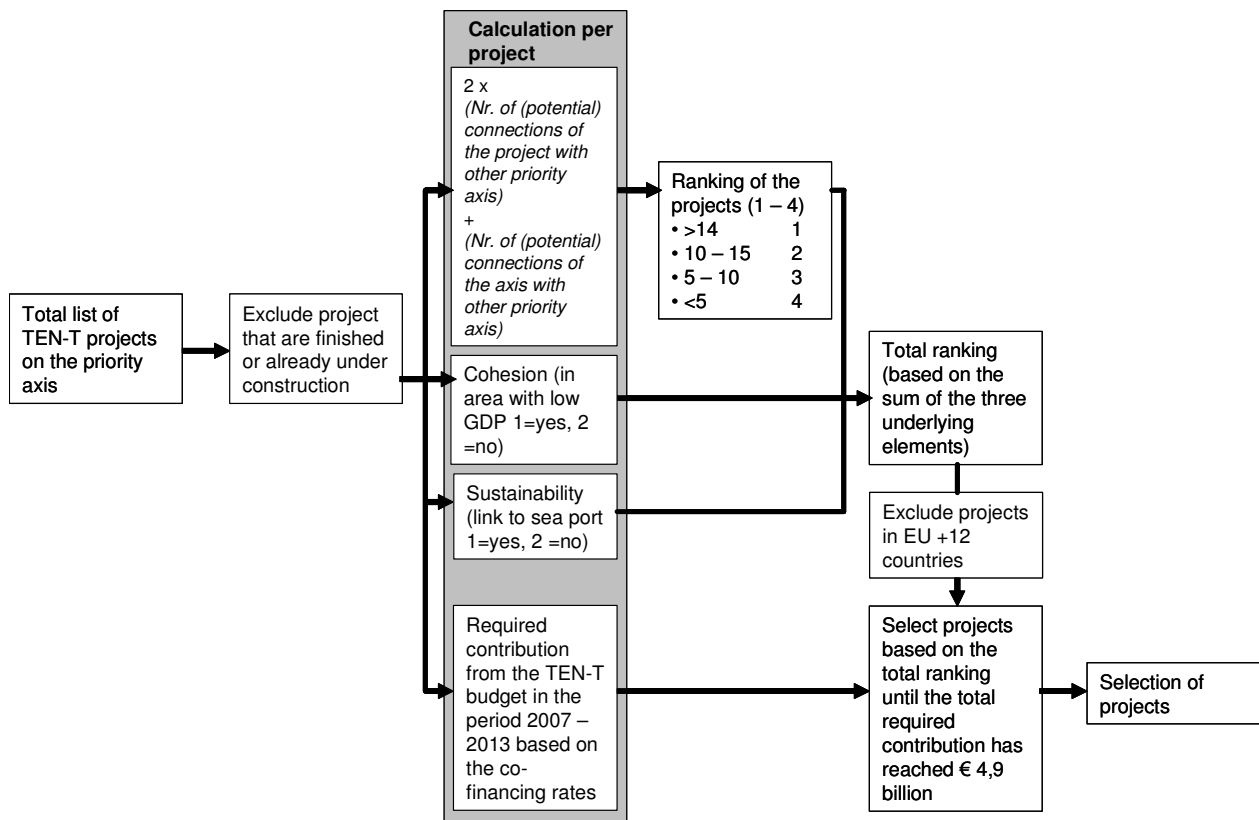 Total list of
TEN-T projects
on the priority
axis
Exclude project
that are finished
or already under
construction
Calculation per
project
2 x
(Nr. of (potential)
connections of
the project with
other priority
axis)
+
(Nr. of (potential)
connections of
the axis with
other priority
axis)
Cohesion (in
area with low
GDP 1=yes, 2
=no)
Sustainability
(link to sea port
1=yes, 2 =no)
Required
contribution
from the TEN-T
budget in the
period 2007 –
2013 based on
the co-
financing rates
Ranking of the
projects (1 – 4)
• >14 1
• 10 – 15 2
• 5 – 10 3
• <5 4
Total ranking
(based on the
sum of the three
underlying
elements)
Exclude projects
in EU +12
countries
Select projects
based on the
total ranking
until the total
required
contribution has
reached € 4,9
billion
Selection of
projects